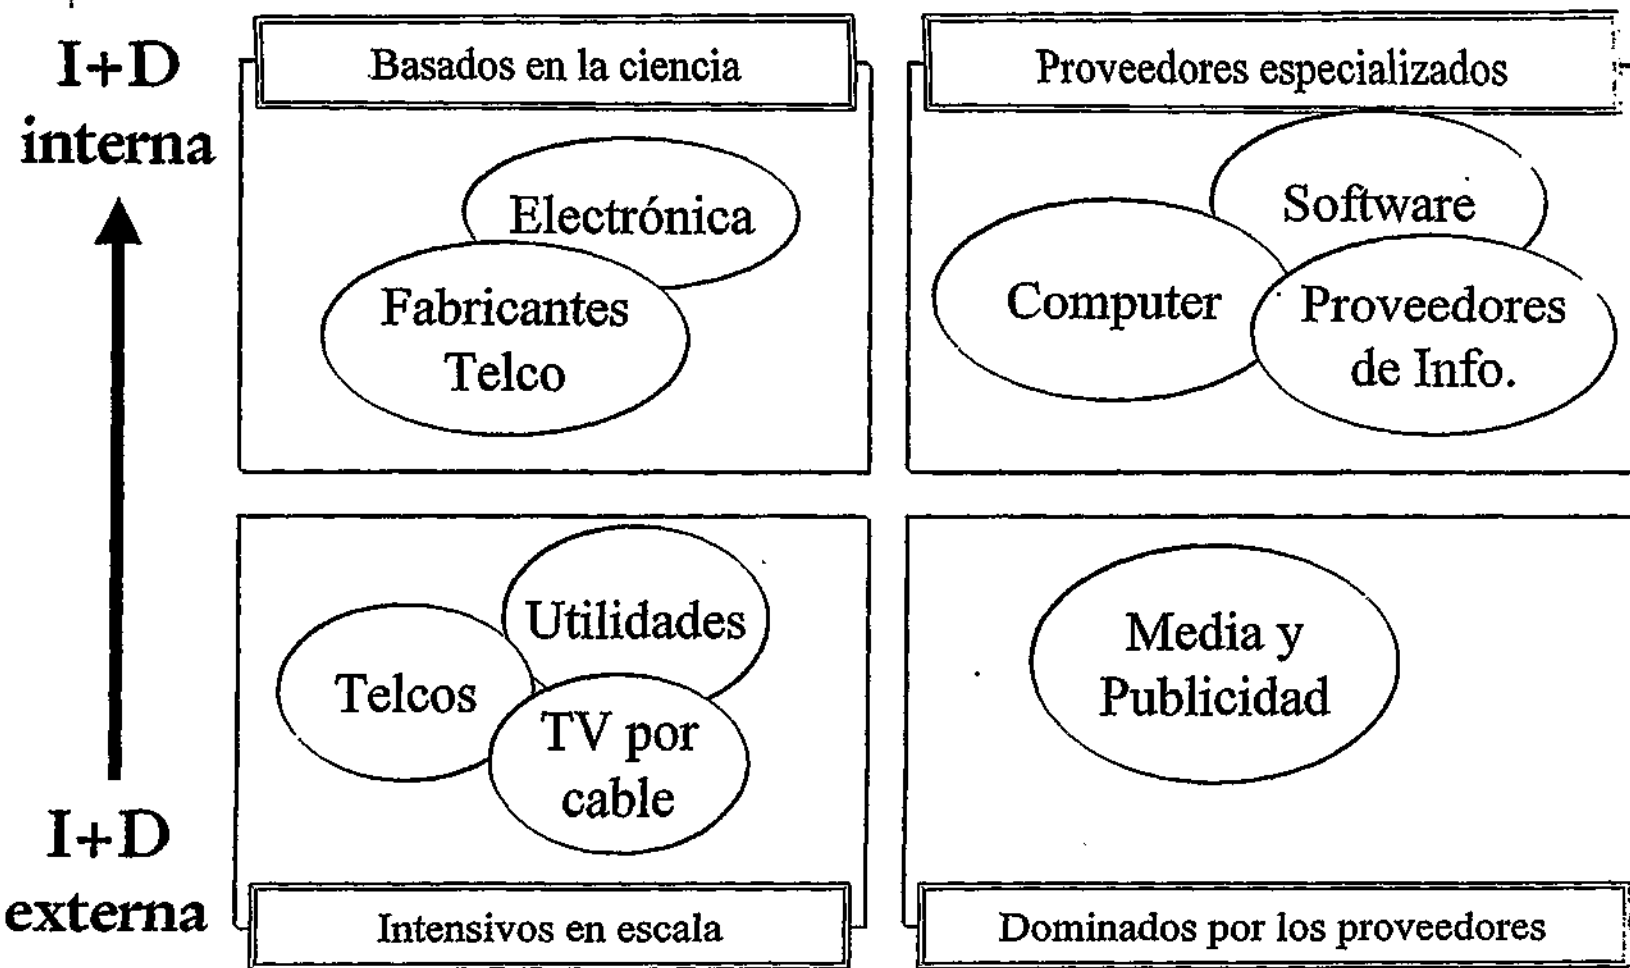 I+D
interna
Basados en la ciencia
Proveedores especializados
Electrónica
Fabricantes
Telco
Software
Computer
Proveedores
de Info.
Utilidades
Telcos
TV por
cable
Media y
Publicidad
I+D
externa
Intensivos en escala
Dominados por los proveedores